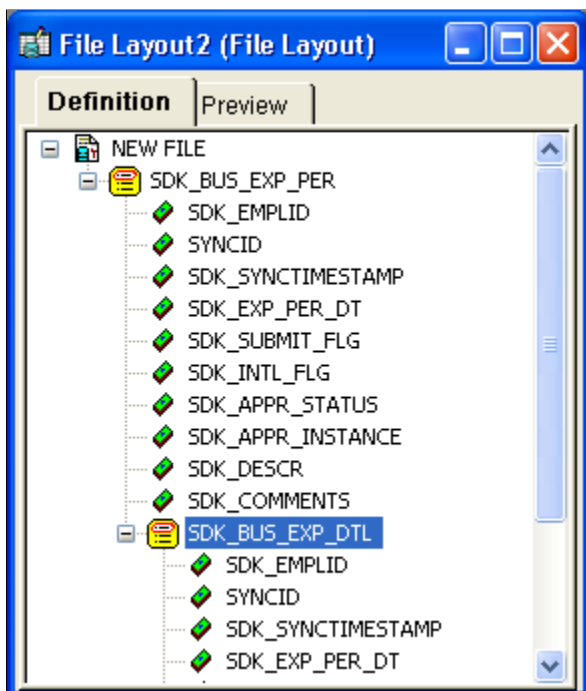 File Layout2 (File Layout)
Definition Preview
NEW FILE
SDK_BUS_EXP_PER
SDK_EMPLID
SYNCID
SDK_SYNCTIMESTAMP
SDK_EXP_PER_DT
SDK_SUBMIT_FLG
SDK_INTL_FLG
SDK_APPR_STATUS
SDK_APPR_INSTANCE
SDK_DESCR
SDK_COMMENTS
SDK_BUS_EXP_DTL
SDK_EMPLID
SYNCID
SDK_SYNCTIMESTAMP
SDK_EXP_PER_DT